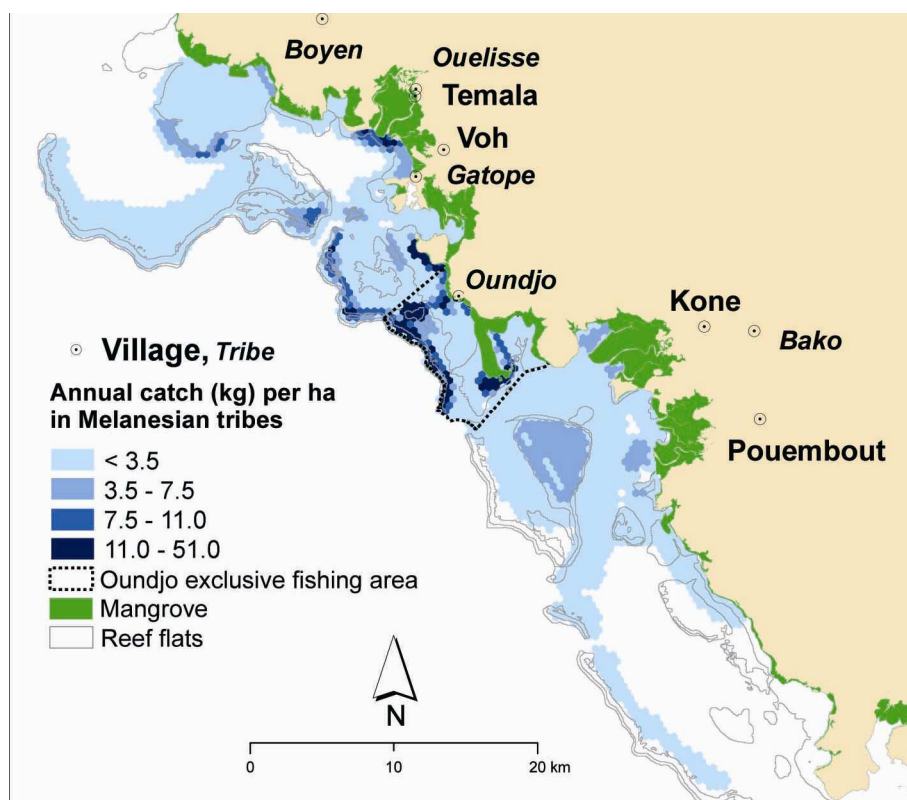 Boyen
Ouelisse
Temala
Voh
Gatope
Oundjo
Kone
Bako
Pouembout
Village, Tribe
Annual catch (kg) per ha
in Melanesian tribes
< 3.5
3.5 - 7.5
7.5 - 11.0
11.0 - 51.0
Oundjo exclusive fishing area
Mangrove
Reef flats
N
0 10 20 km